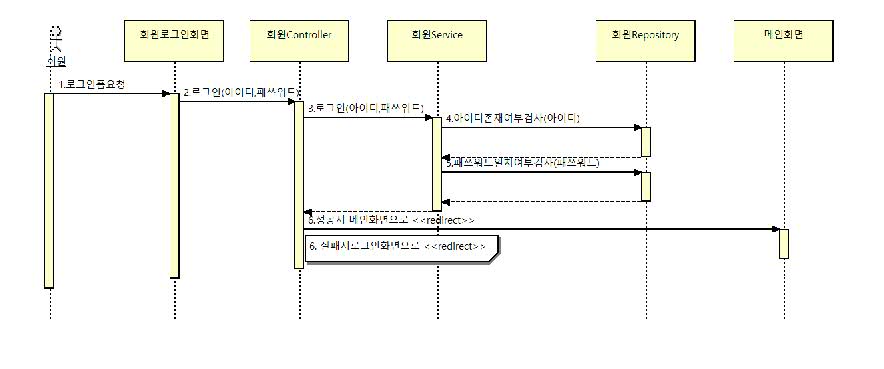 회원로그인화면
회원Controller
회원Service
회원Repository
메인화면
회원
1.로그인폼요청
2.로그인(아이디,패쓰워드)
3.로그인(아이디,패쓰워드)
4.아이디존재여부검사(아이디)
5.패쓰워드일치여부검사(패쓰워드)
6.성공시 메인화면으로 <<redirect>>
6. 실패시로그인화면으로 <<redirect>>